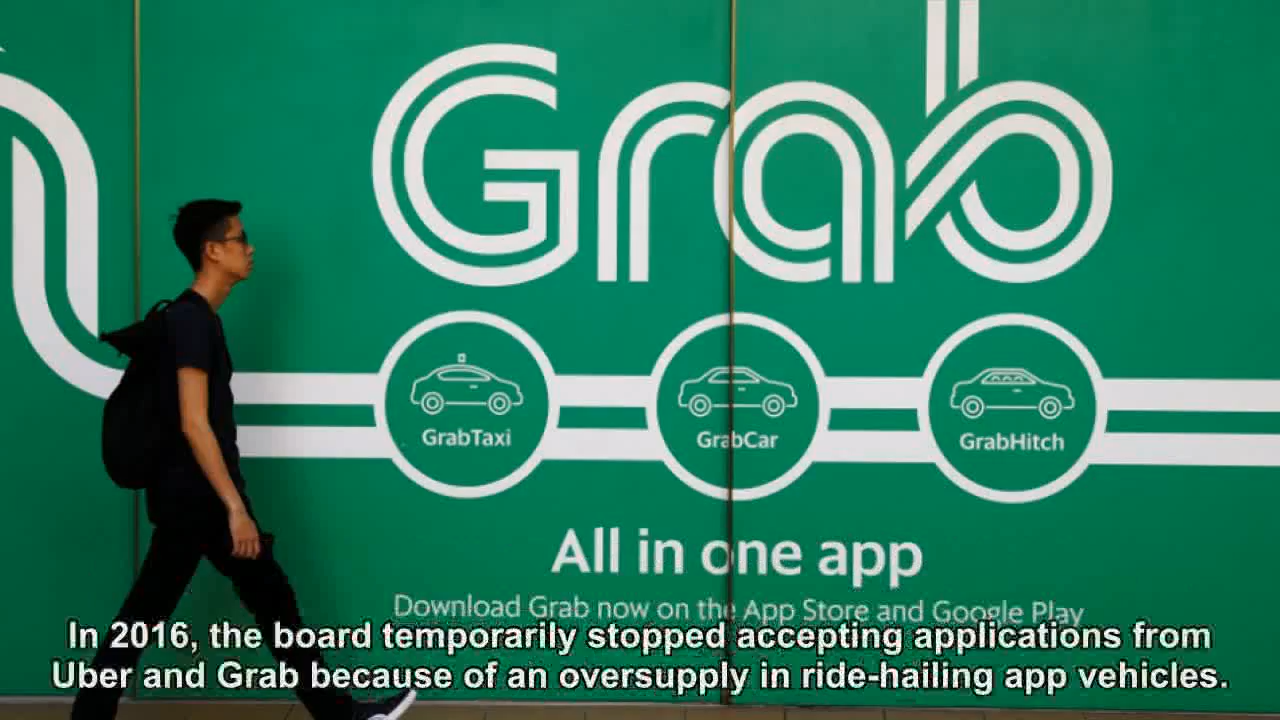 Grab
GrabTaxi GrabCar GrabHitch
All in one app
Download Grab now on the App Store and Google Play
In 2016, the board temporarily stopped accepting applications from
Uber and Grab because of an oversupply in ride-hailing app vehicles.